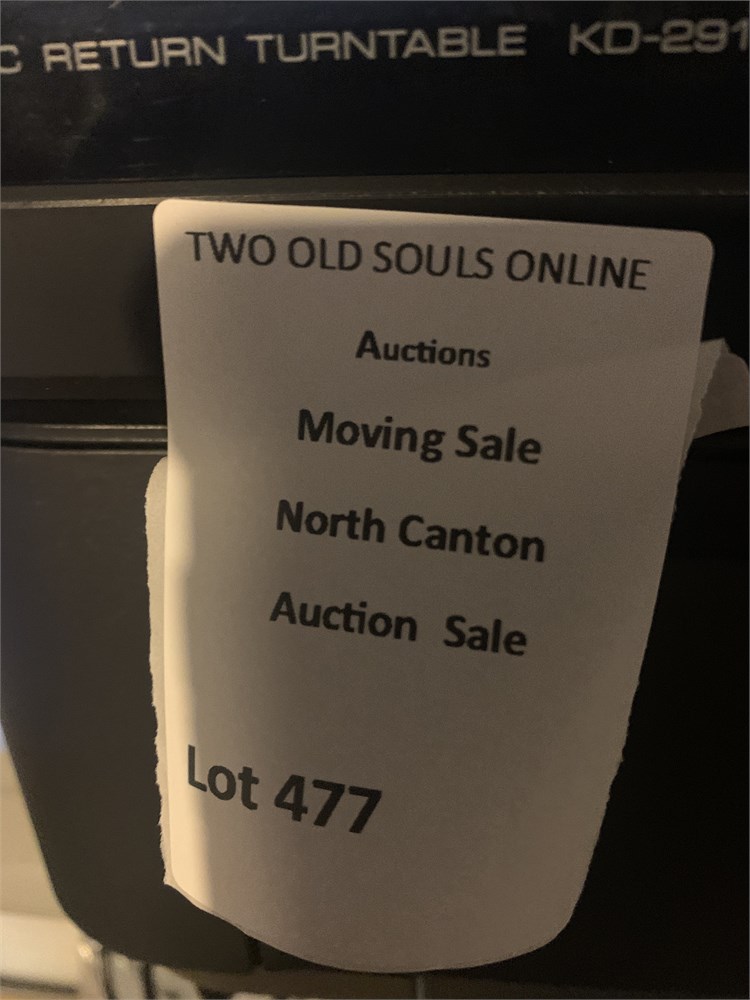 C RETURN TURNTABLE KD-291
TWO OLD SOULS ONLINE
Auctions
Moving Sale
North Canton
Auction Sale
Lot 477